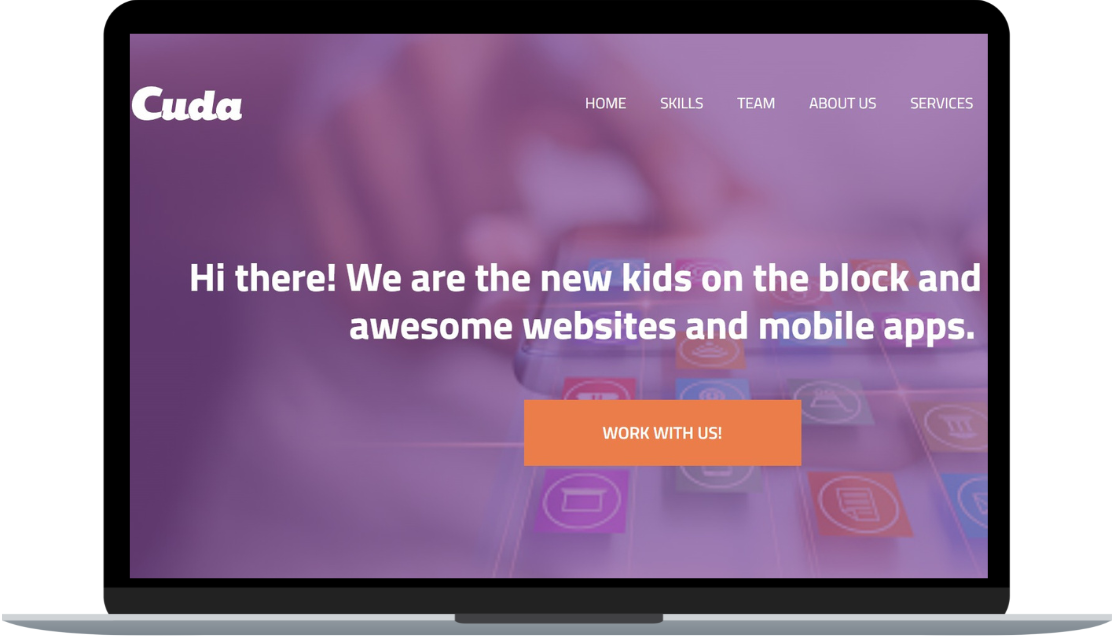 Cuda
HOME SKILLS TEAM ABOUT US SERVICES
Hi there! We are the new kids on the block and
awesome websites and mobile apps.
WORK WITH US!